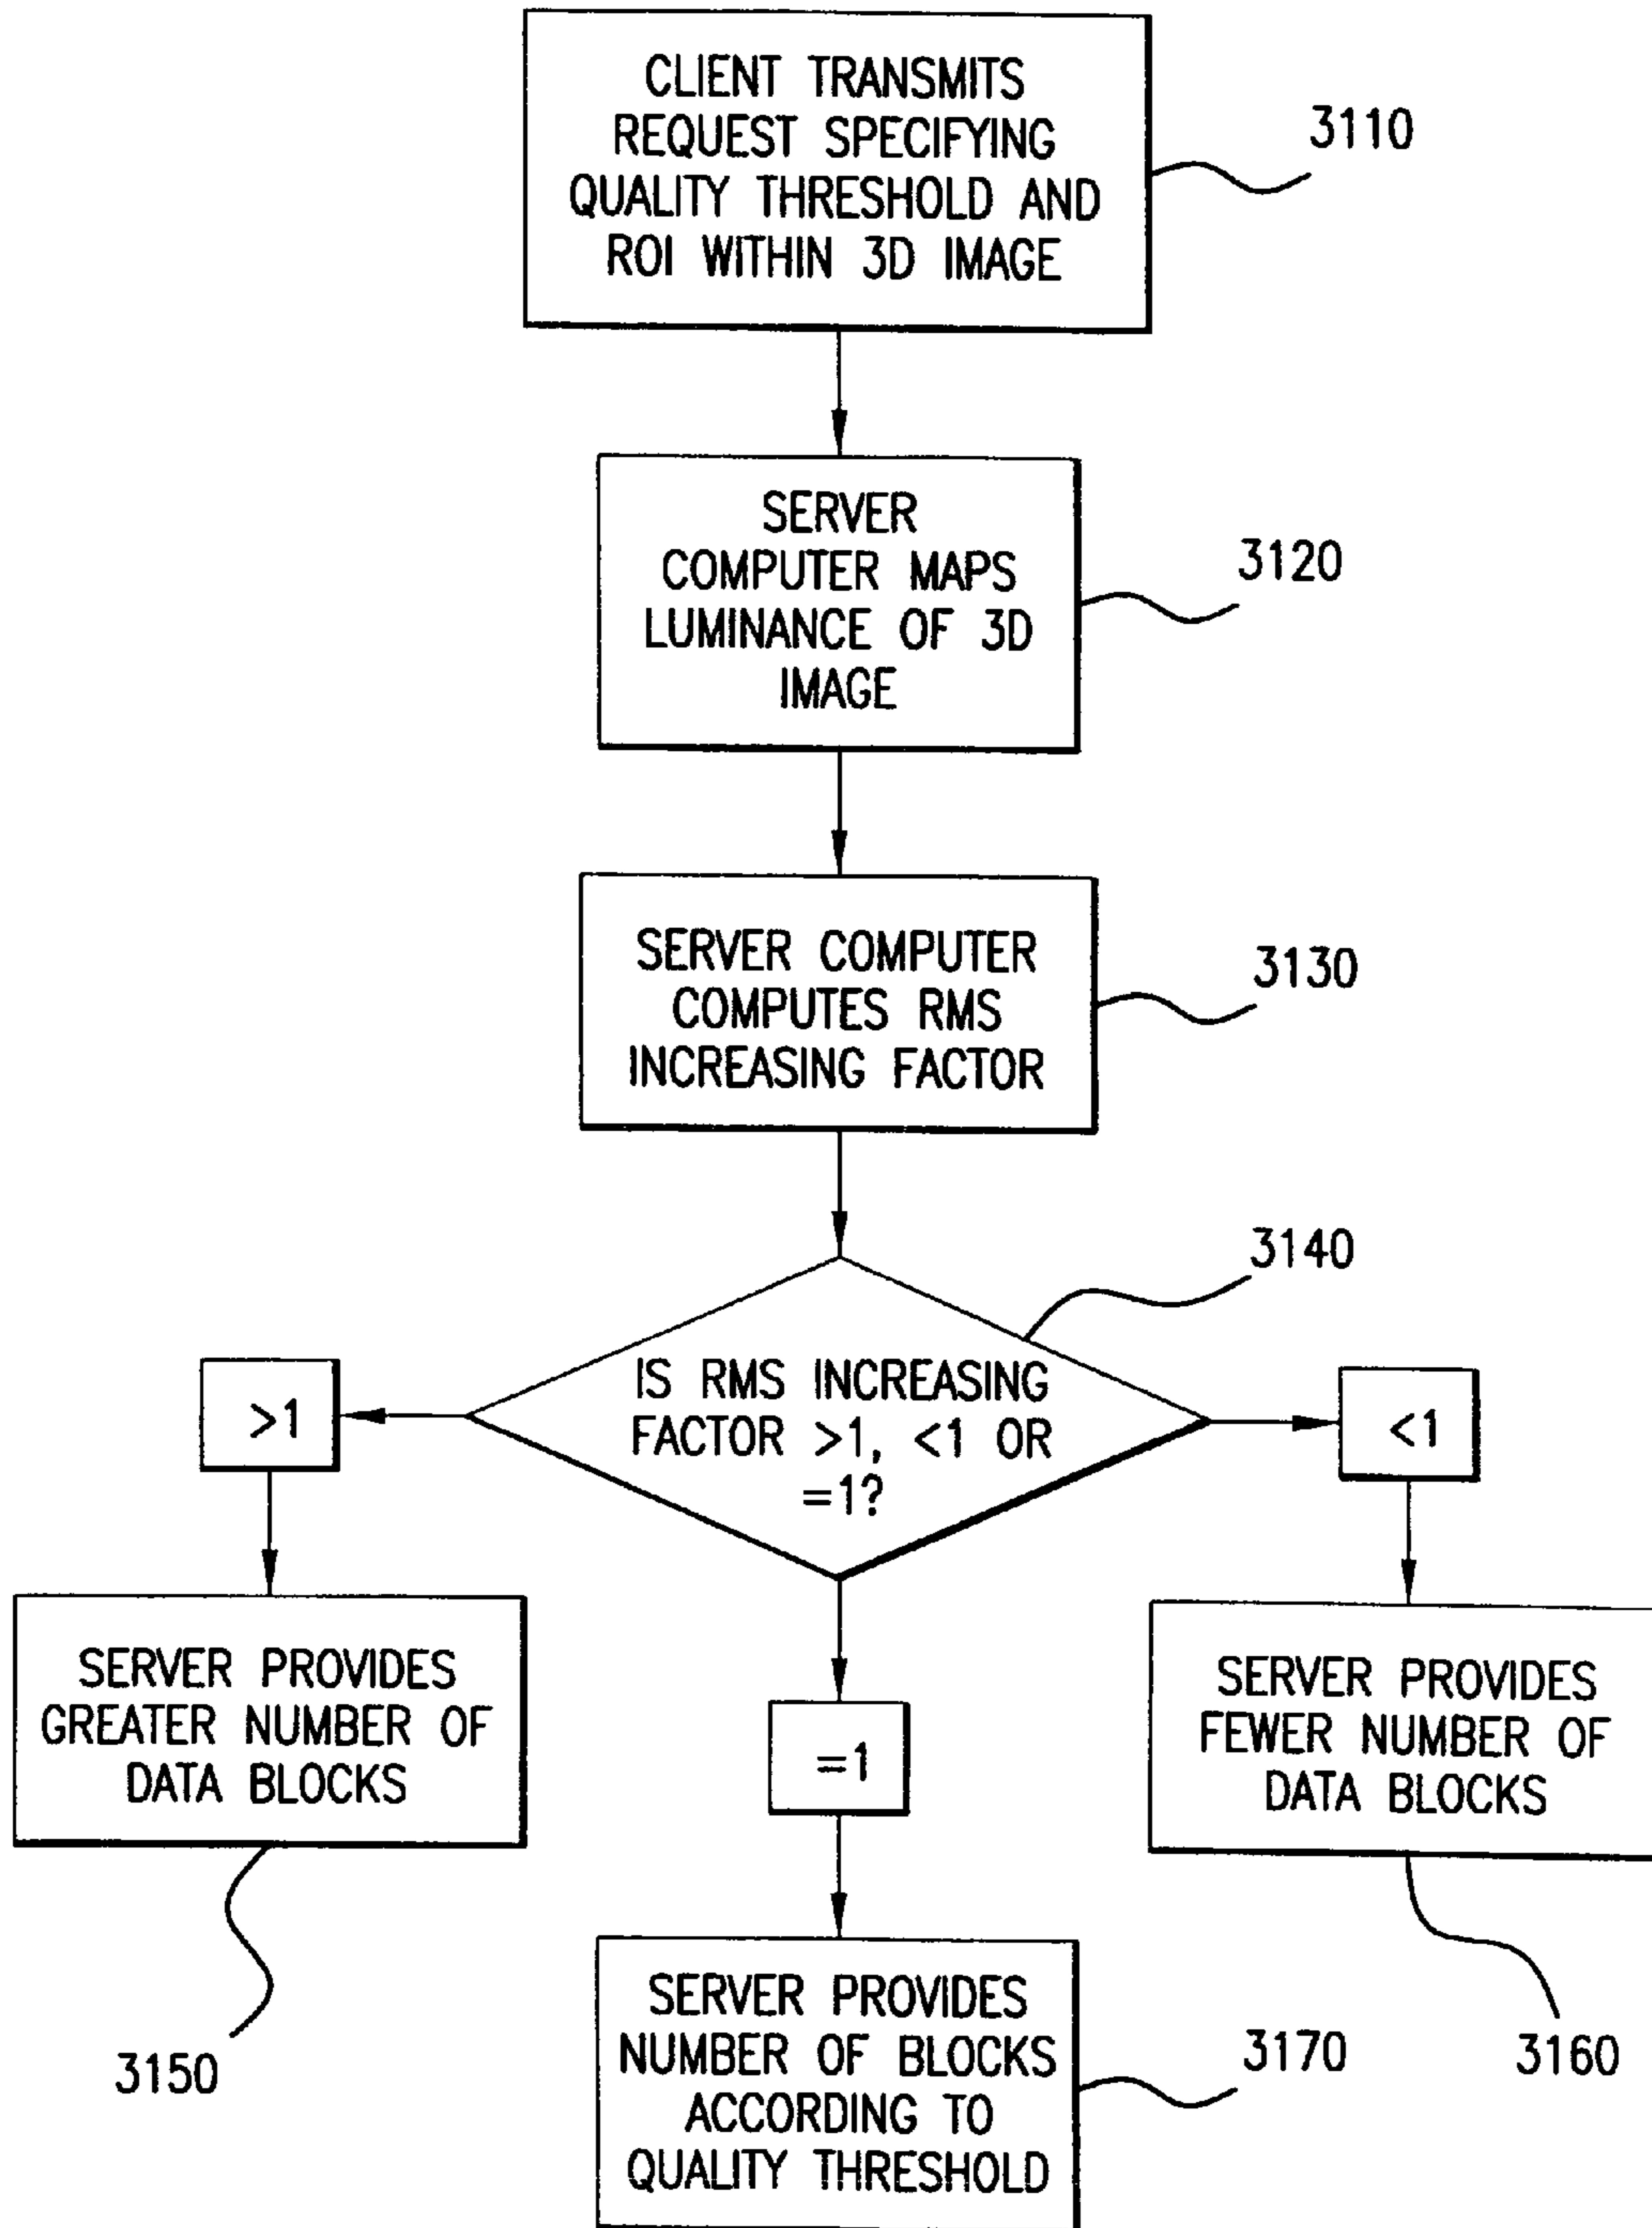 CLIENT TRANSMITS
REQUEST SPECIFYING
QUALITY THRESHOLD AND
ROI WITHIN 3D IMAGE
3110
SERVER
COMPUTER MAPS
LUMINANCE OF 3D
IMAGE
3120
SERVER COMPUTER
COMPUTES RMS
INCREASING FACTOR
3130
3140
IS RMS INCREASING
FACTOR >1, <1 OR
=1?
>1
<1
SERVER PROVIDES
GREATER NUMBER OF
DATA BLOCKS
3150
=1
SERVER PROVIDES
FEWER NUMBER OF
DATA BLOCKS
3160
SERVER PROVIDES
NUMBER OF BLOCKS
ACCORDING TO
QUALITY THRESHOLD
3170